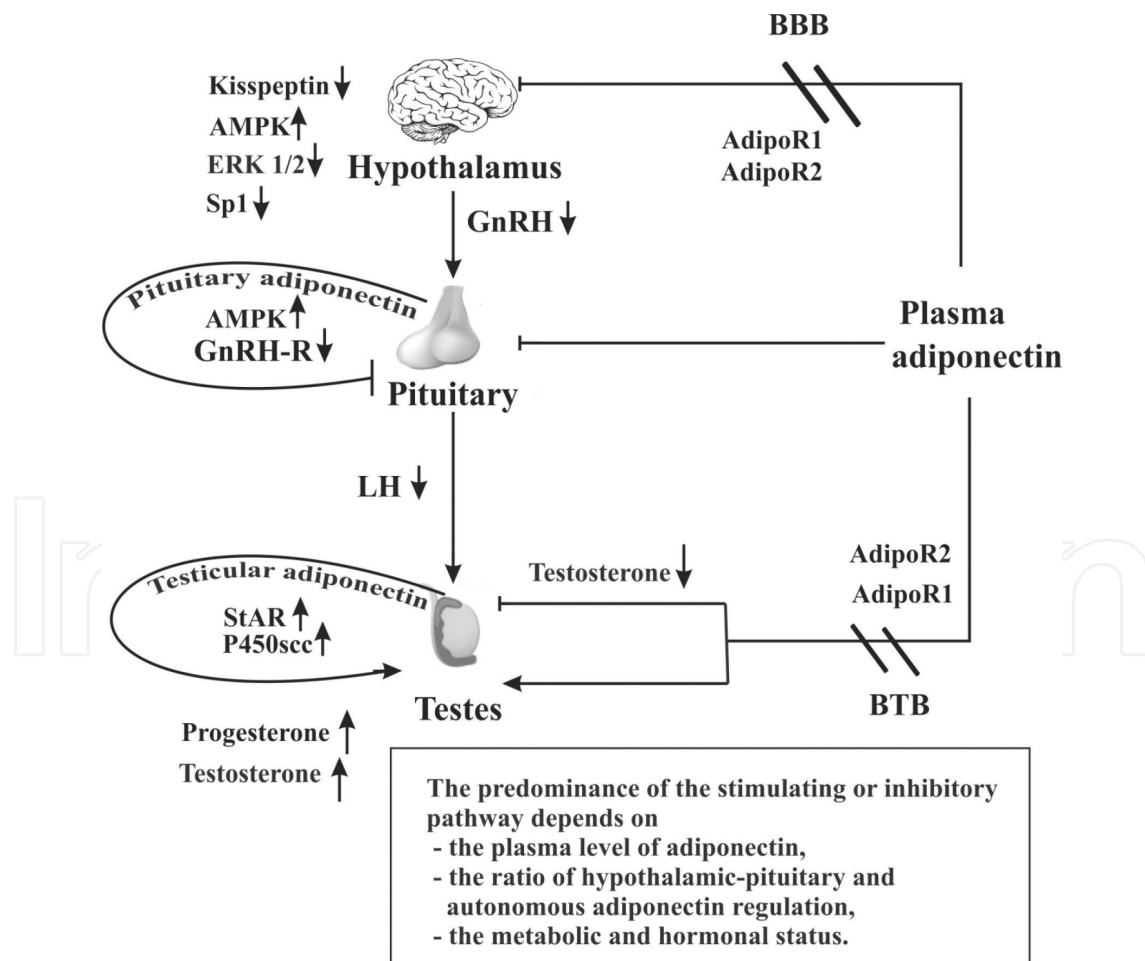 BBB
Kisspeptin
AMPK
ERK 1/2
Sp1
Hypothalamus
AdipoR1
AdipoR2
GnRH
Pituitary adiponectin
AMPK
GnRH-R
Pituitary
Plasma
adiponectin
LH
Testicular adiponectin
StAR
P450scc
Testosterone
AdipoR2
AdipoR1
Testes
BTB
Progesterone
Testosterone
The predominance of the stimulating or inhibitory
pathway depends on
- the plasma level of adiponectin,
- the ratio of hypothalamic-pituitary and
autonomous adiponectin regulation,
- the metabolic and hormonal status.